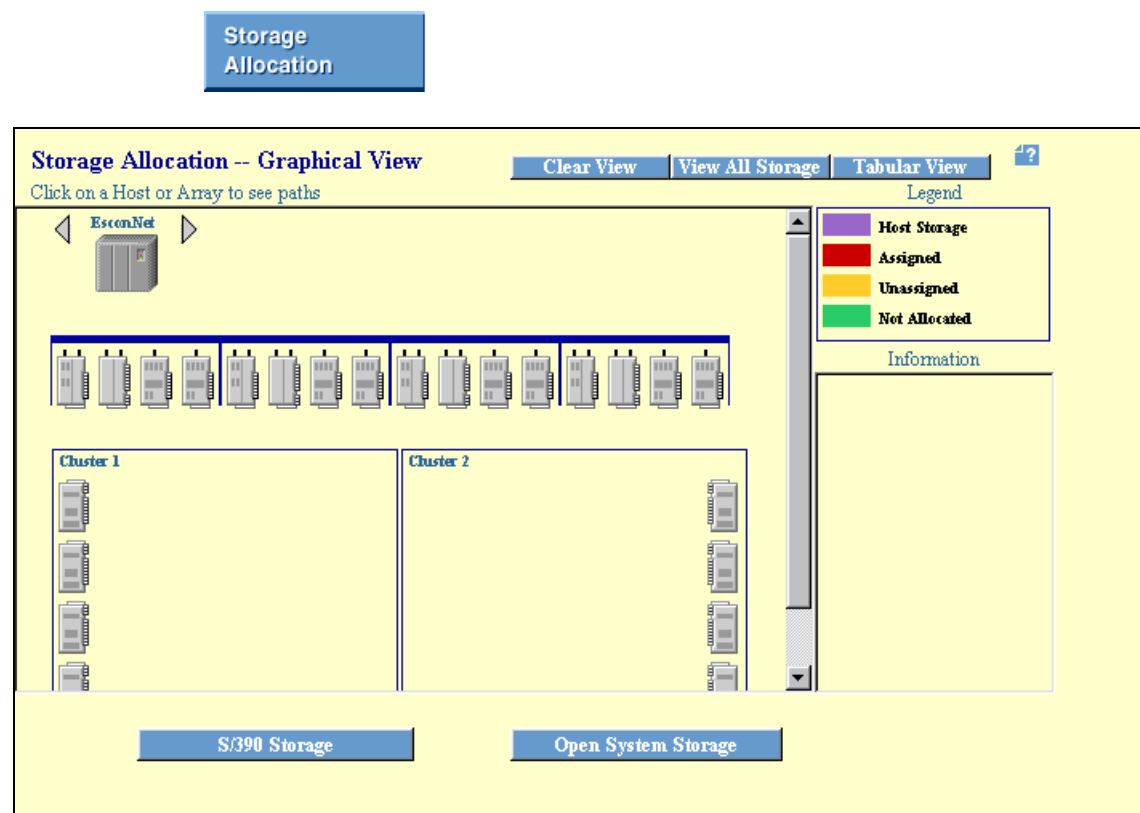 Storage
Allocation
Storage Allocation -- Graphical View
Clear View
View All Storage
Tabular View
?
Click on a Host or Array to see paths
Legend
EsconNet
Host Storage
Assigned
Unassigned
Not Allocated
Information
Cluster 1
Cluster 2
S/390 Storage
Open System Storage